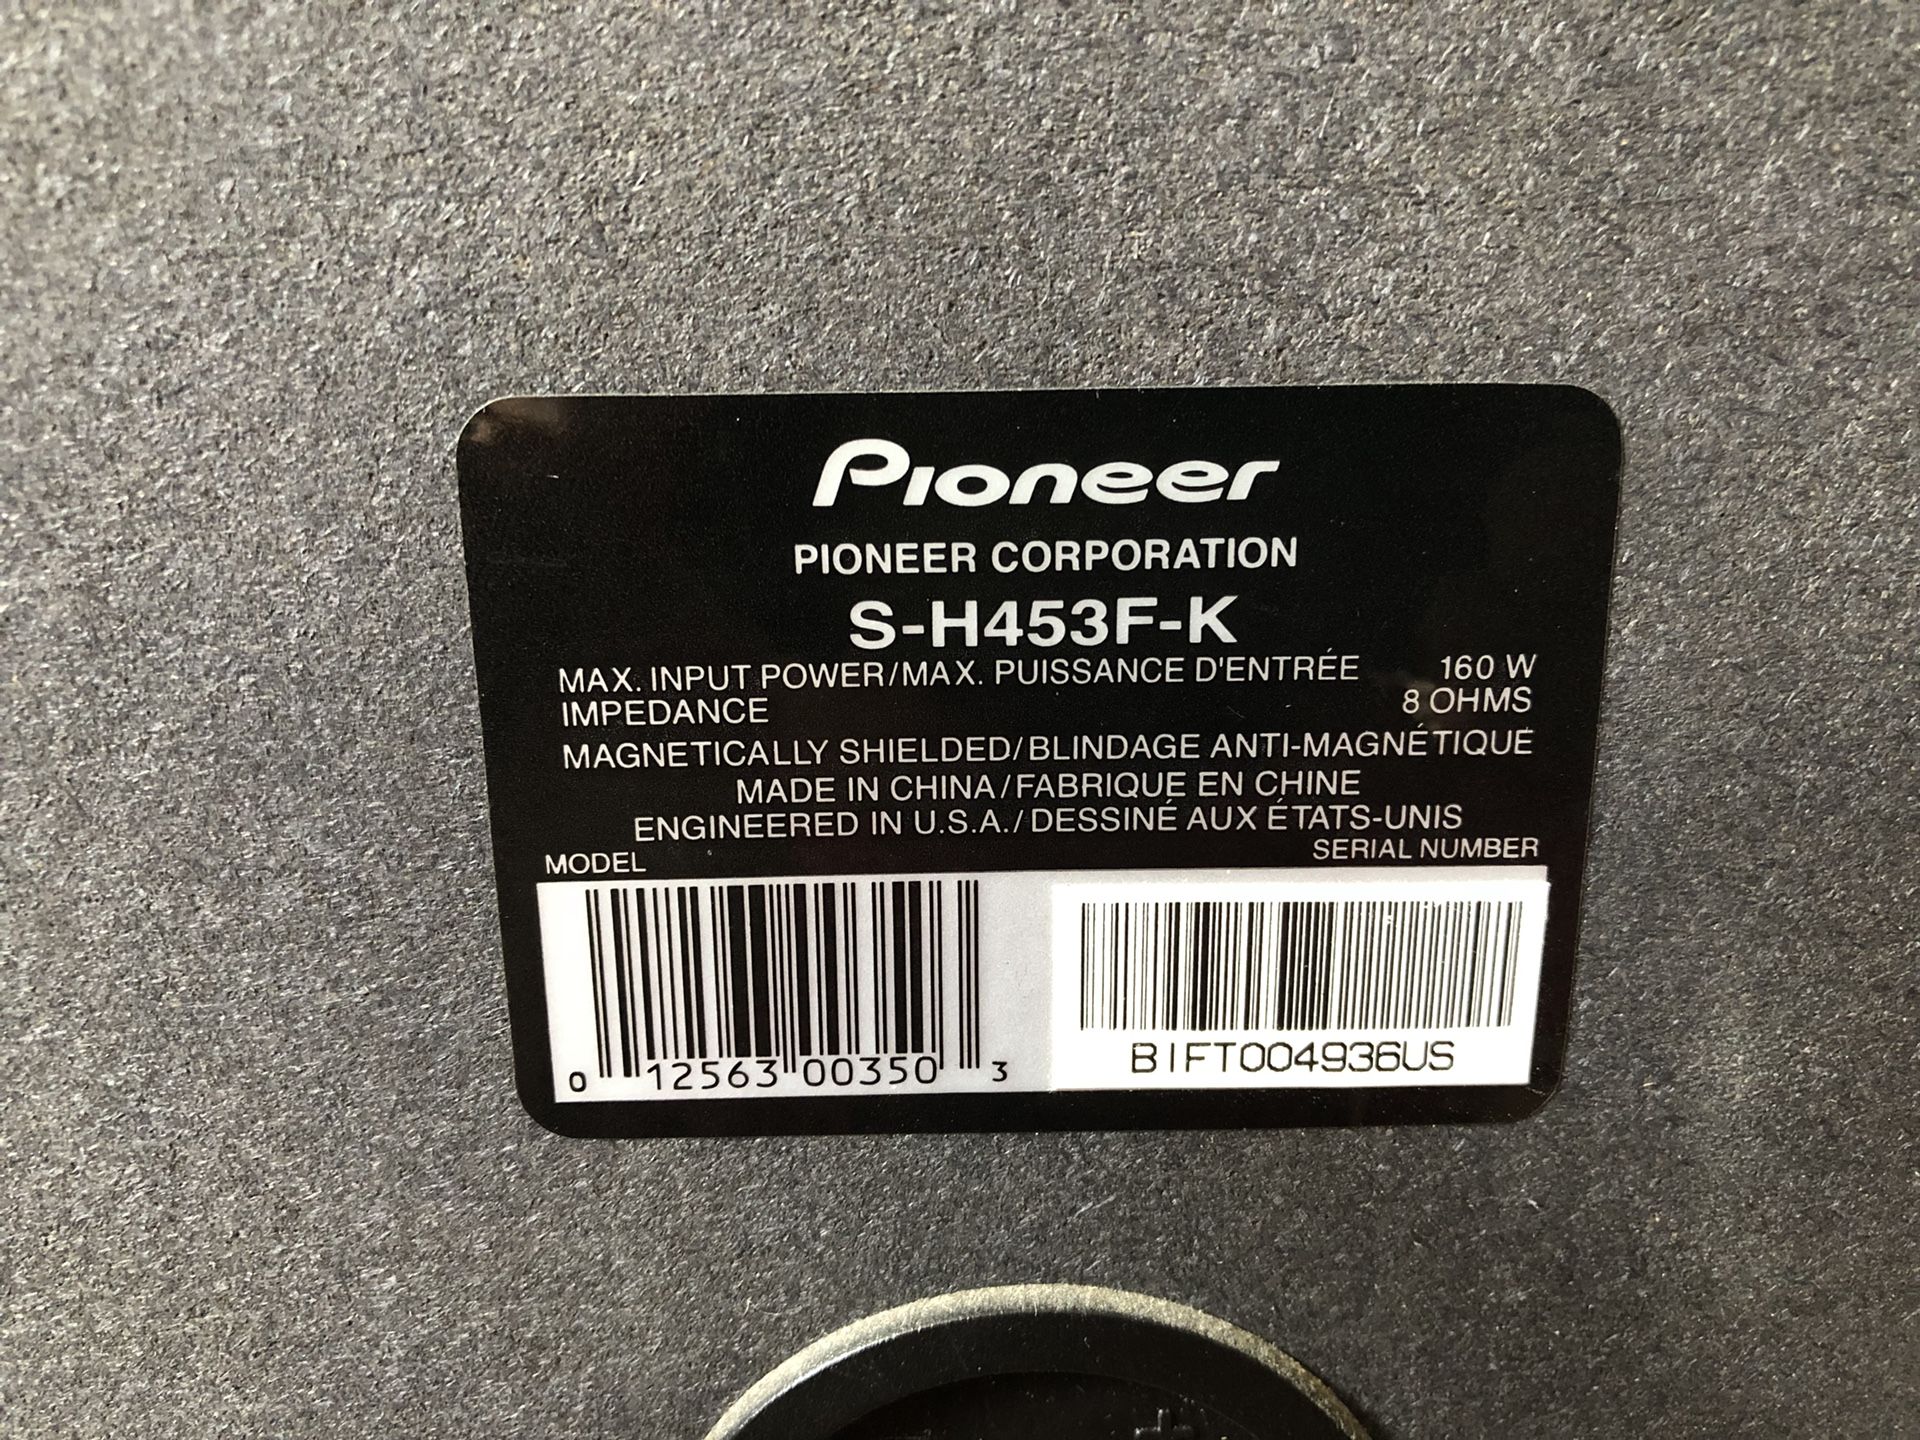 Pioneer
PIONEER CORPORATION
S-H453F-K
MAX. INPUT POWER/MAX. PUISSANCE D'ENTRÉE 160 W
IMPEDANCE 8 OHMS
MAGNETICALLY SHIELDED/BLINDAGE ANTI-MAGNÉTIQUE
MADE IN CHINA/FABRIQUE EN CHINE
ENGINEERED IN U.S.A./DESSINÉ AUX ÉTATS-UNIS
MODEL SERIAL NUMBER
0 12563 00350 3 BIFT004936US